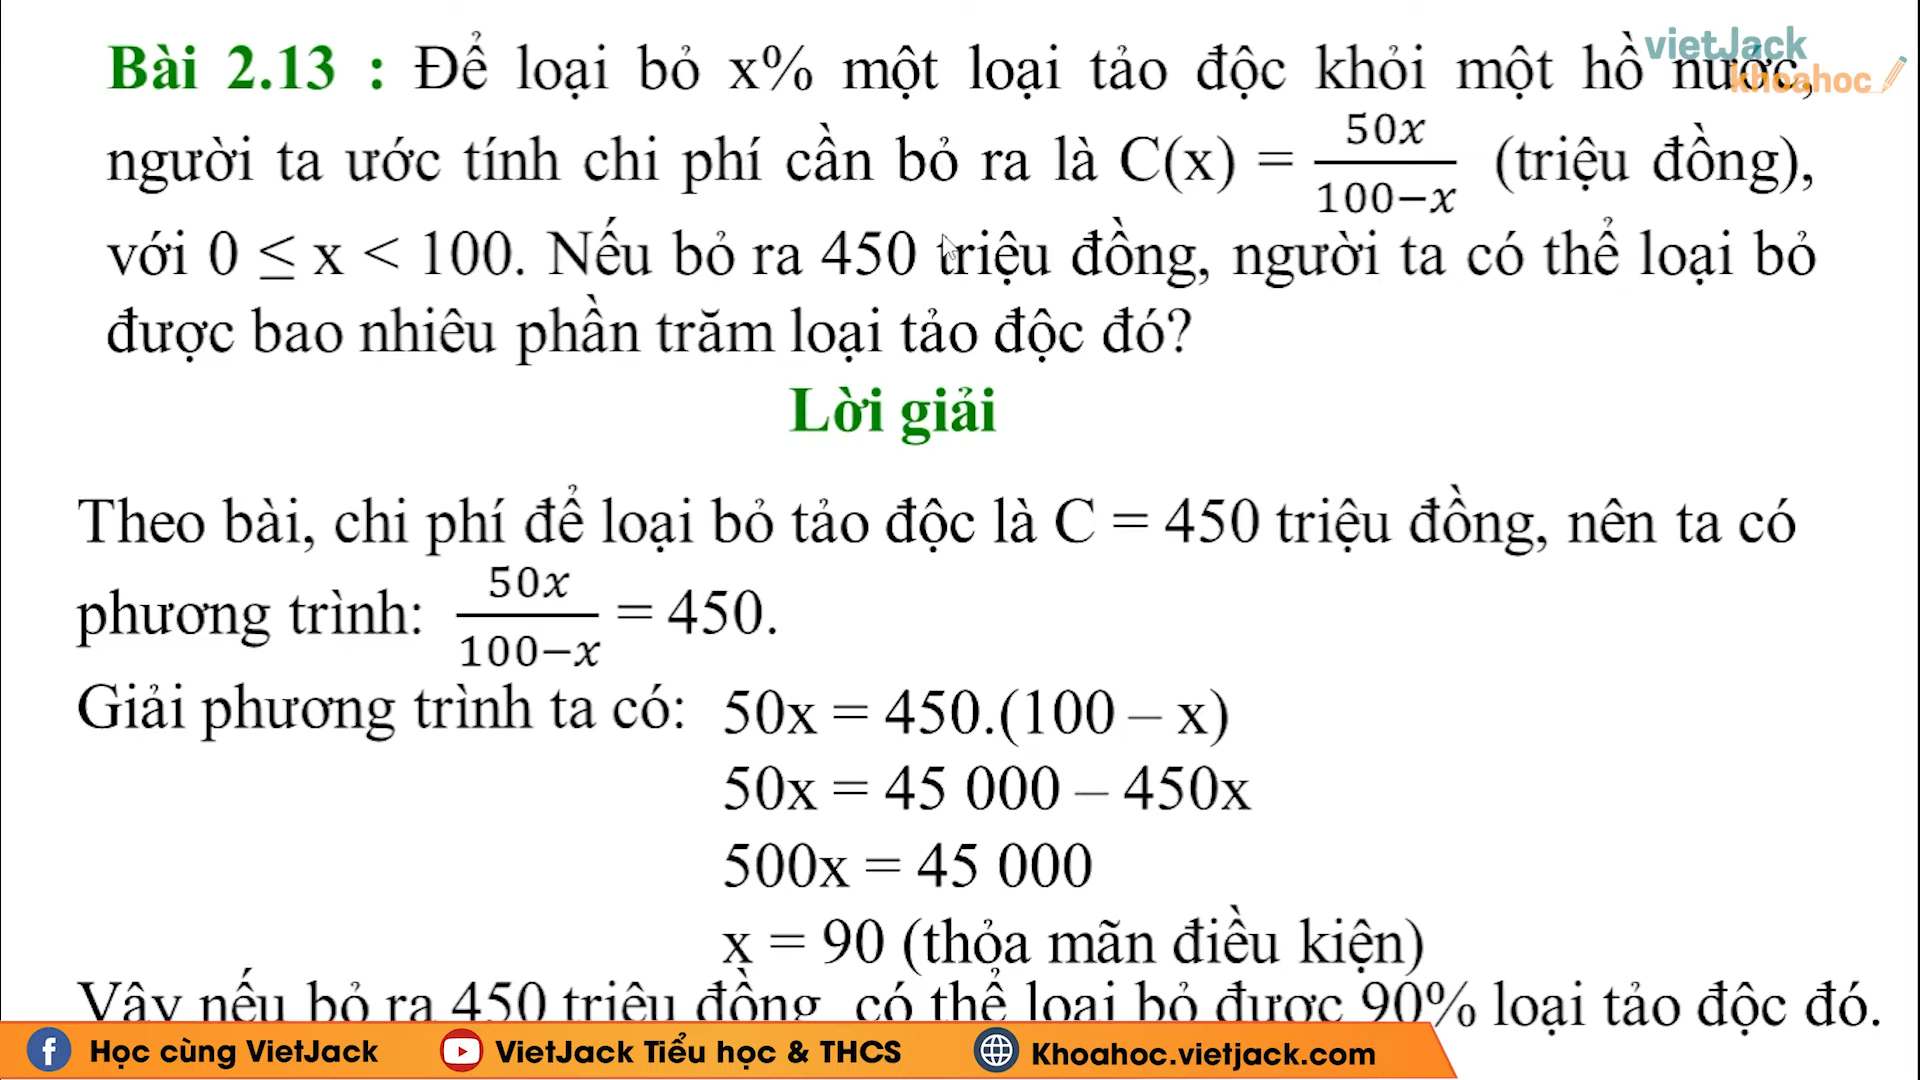 vietJack
khoahoc
Bài 2.13 : Để loại bỏ x% một loại tảo độc khỏi một hồ nước,
người ta ước tính chi phí cần bỏ ra là C(x) = 50x/100−x (triệu đồng),
với 0 ≤ x < 100. Nếu bỏ ra 450 triệu đồng, người ta có thể loại bỏ
được bao nhiêu phần trăm loại tảo độc đó?
Lời giải
Theo bài, chi phí để loại bỏ tảo độc là C = 450 triệu đồng, nên ta có
phương trình: 50x/100−x = 450.
Giải phương trình ta có: 50x = 450.(100 – x)
50x = 45 000 – 450x
500x = 45 000
x = 90 (thỏa mãn điều kiện)
Vậy nếu bỏ ra 450 triệu đồng, có thể loại bỏ được 90% loại tảo độc đó.
Học cùng VietJack
VietJack Tiểu học & THCS
Khoahoc.vietjack.com